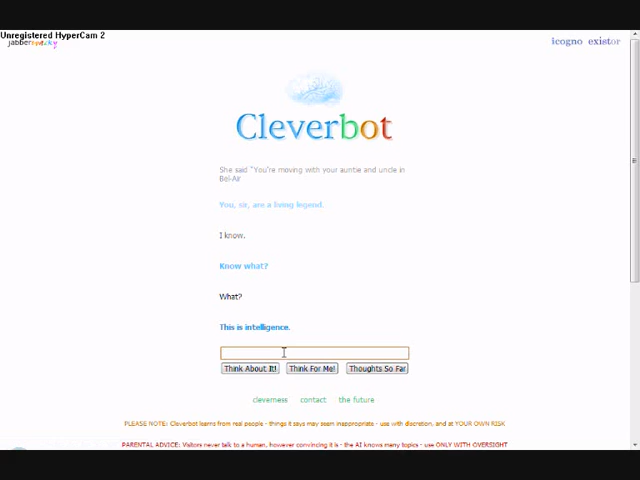 Unregistered HyperCam 2
jabberwacky
icogno existor
Cleverbot
She said "You're moving with your auntie and uncle in
Bel-Air
You, sir, are a living legend.
I know.
Know what?
What?
This is intelligence.
Think About It! Think For Me! Thoughts So Far
cleverness contact the future
PLEASE NOTE: Cleverbot learns from real people - things it says may seem inappropriate - use with discretion, and at YOUR OWN RISK
PARENTAL ADVICE: Visitors never talk to a human, however convincing it is - the AI knows many topics - use ONLY WITH OVERSIGHT